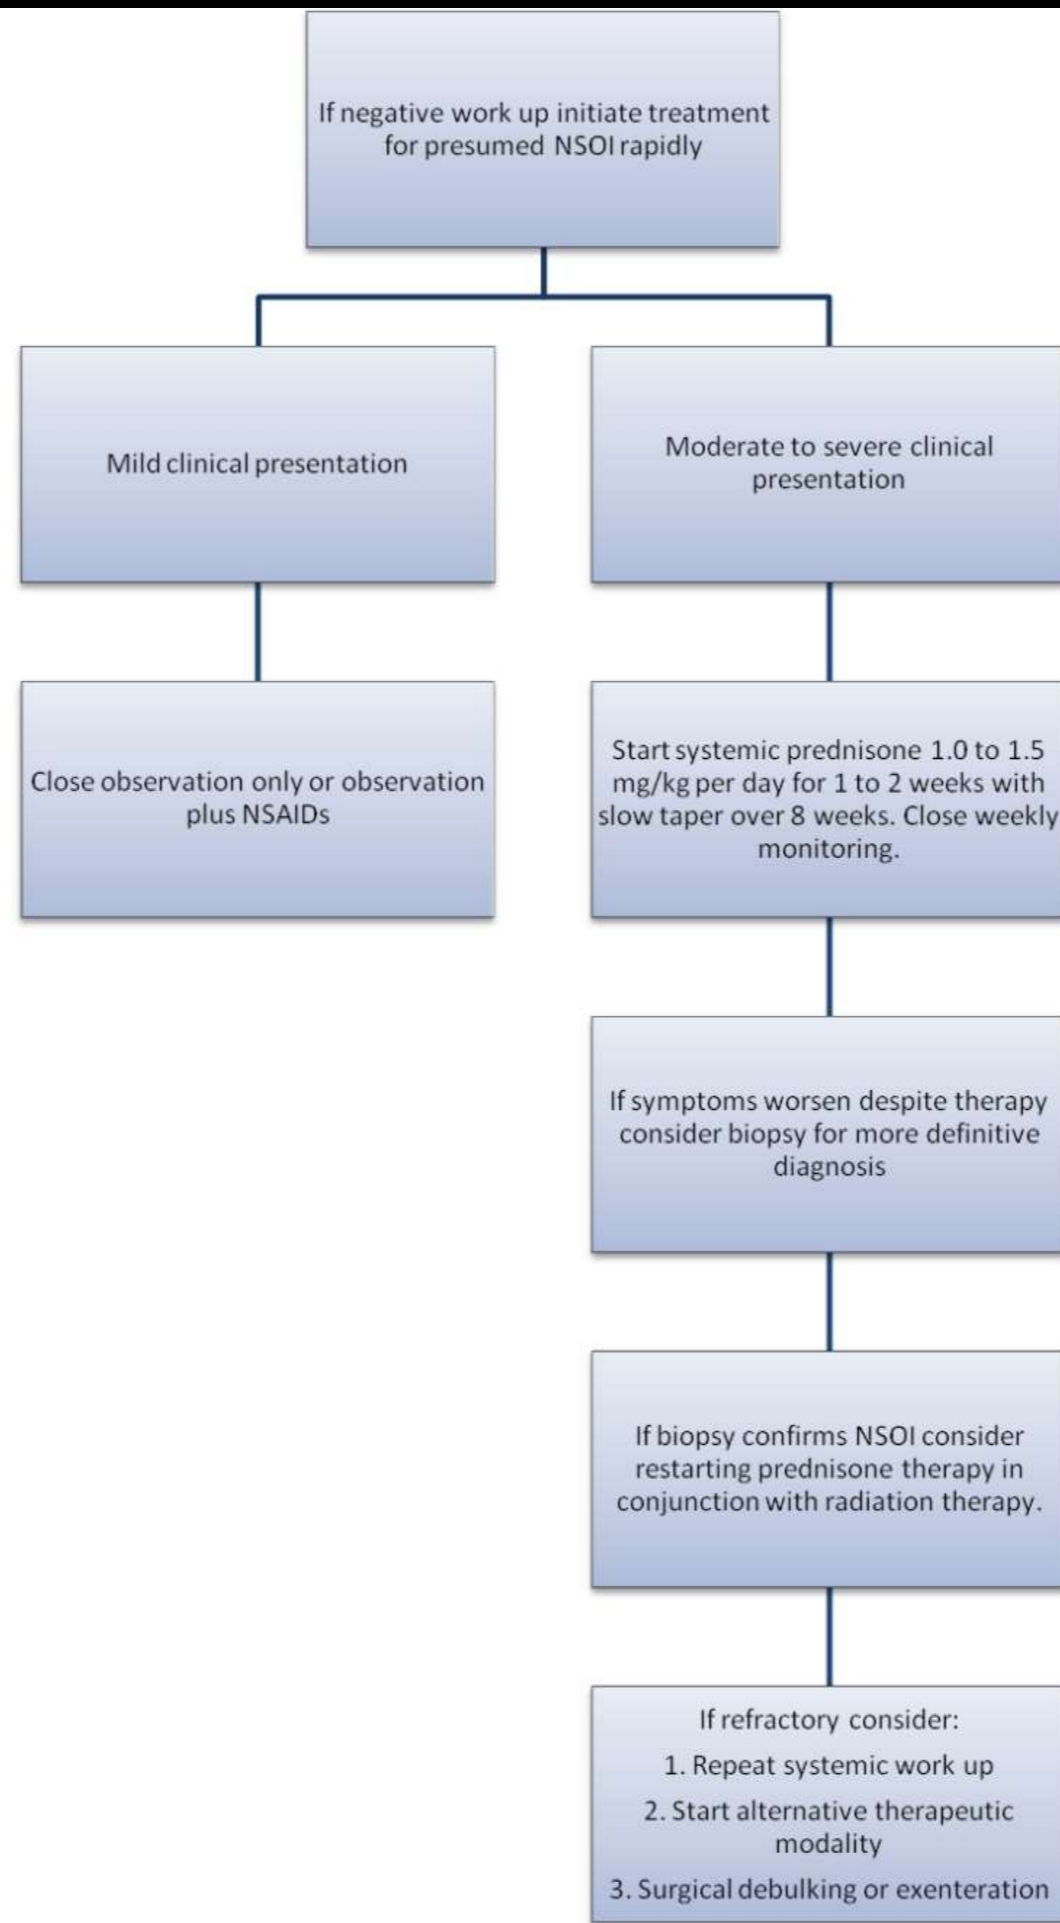 If negative work up initiate treatment
for presumed NSOI rapidly
Mild clinical presentation
Moderate to severe clinical
presentation
Close observation only or observation
plus NSAIDs
Start systemic prednisone 1.0 to 1.5
mg/kg per day for 1 to 2 weeks with
slow taper over 8 weeks. Close weekly
monitoring.
If symptoms worsen despite therapy
consider biopsy for more definitive
diagnosis
If biopsy confirms NSOI consider
restarting prednisone therapy in
conjunction with radiation therapy.
If refractory consider:
1. Repeat systemic work up
2. Start alternative therapeutic
modality
3. Surgical debulking or exenteration